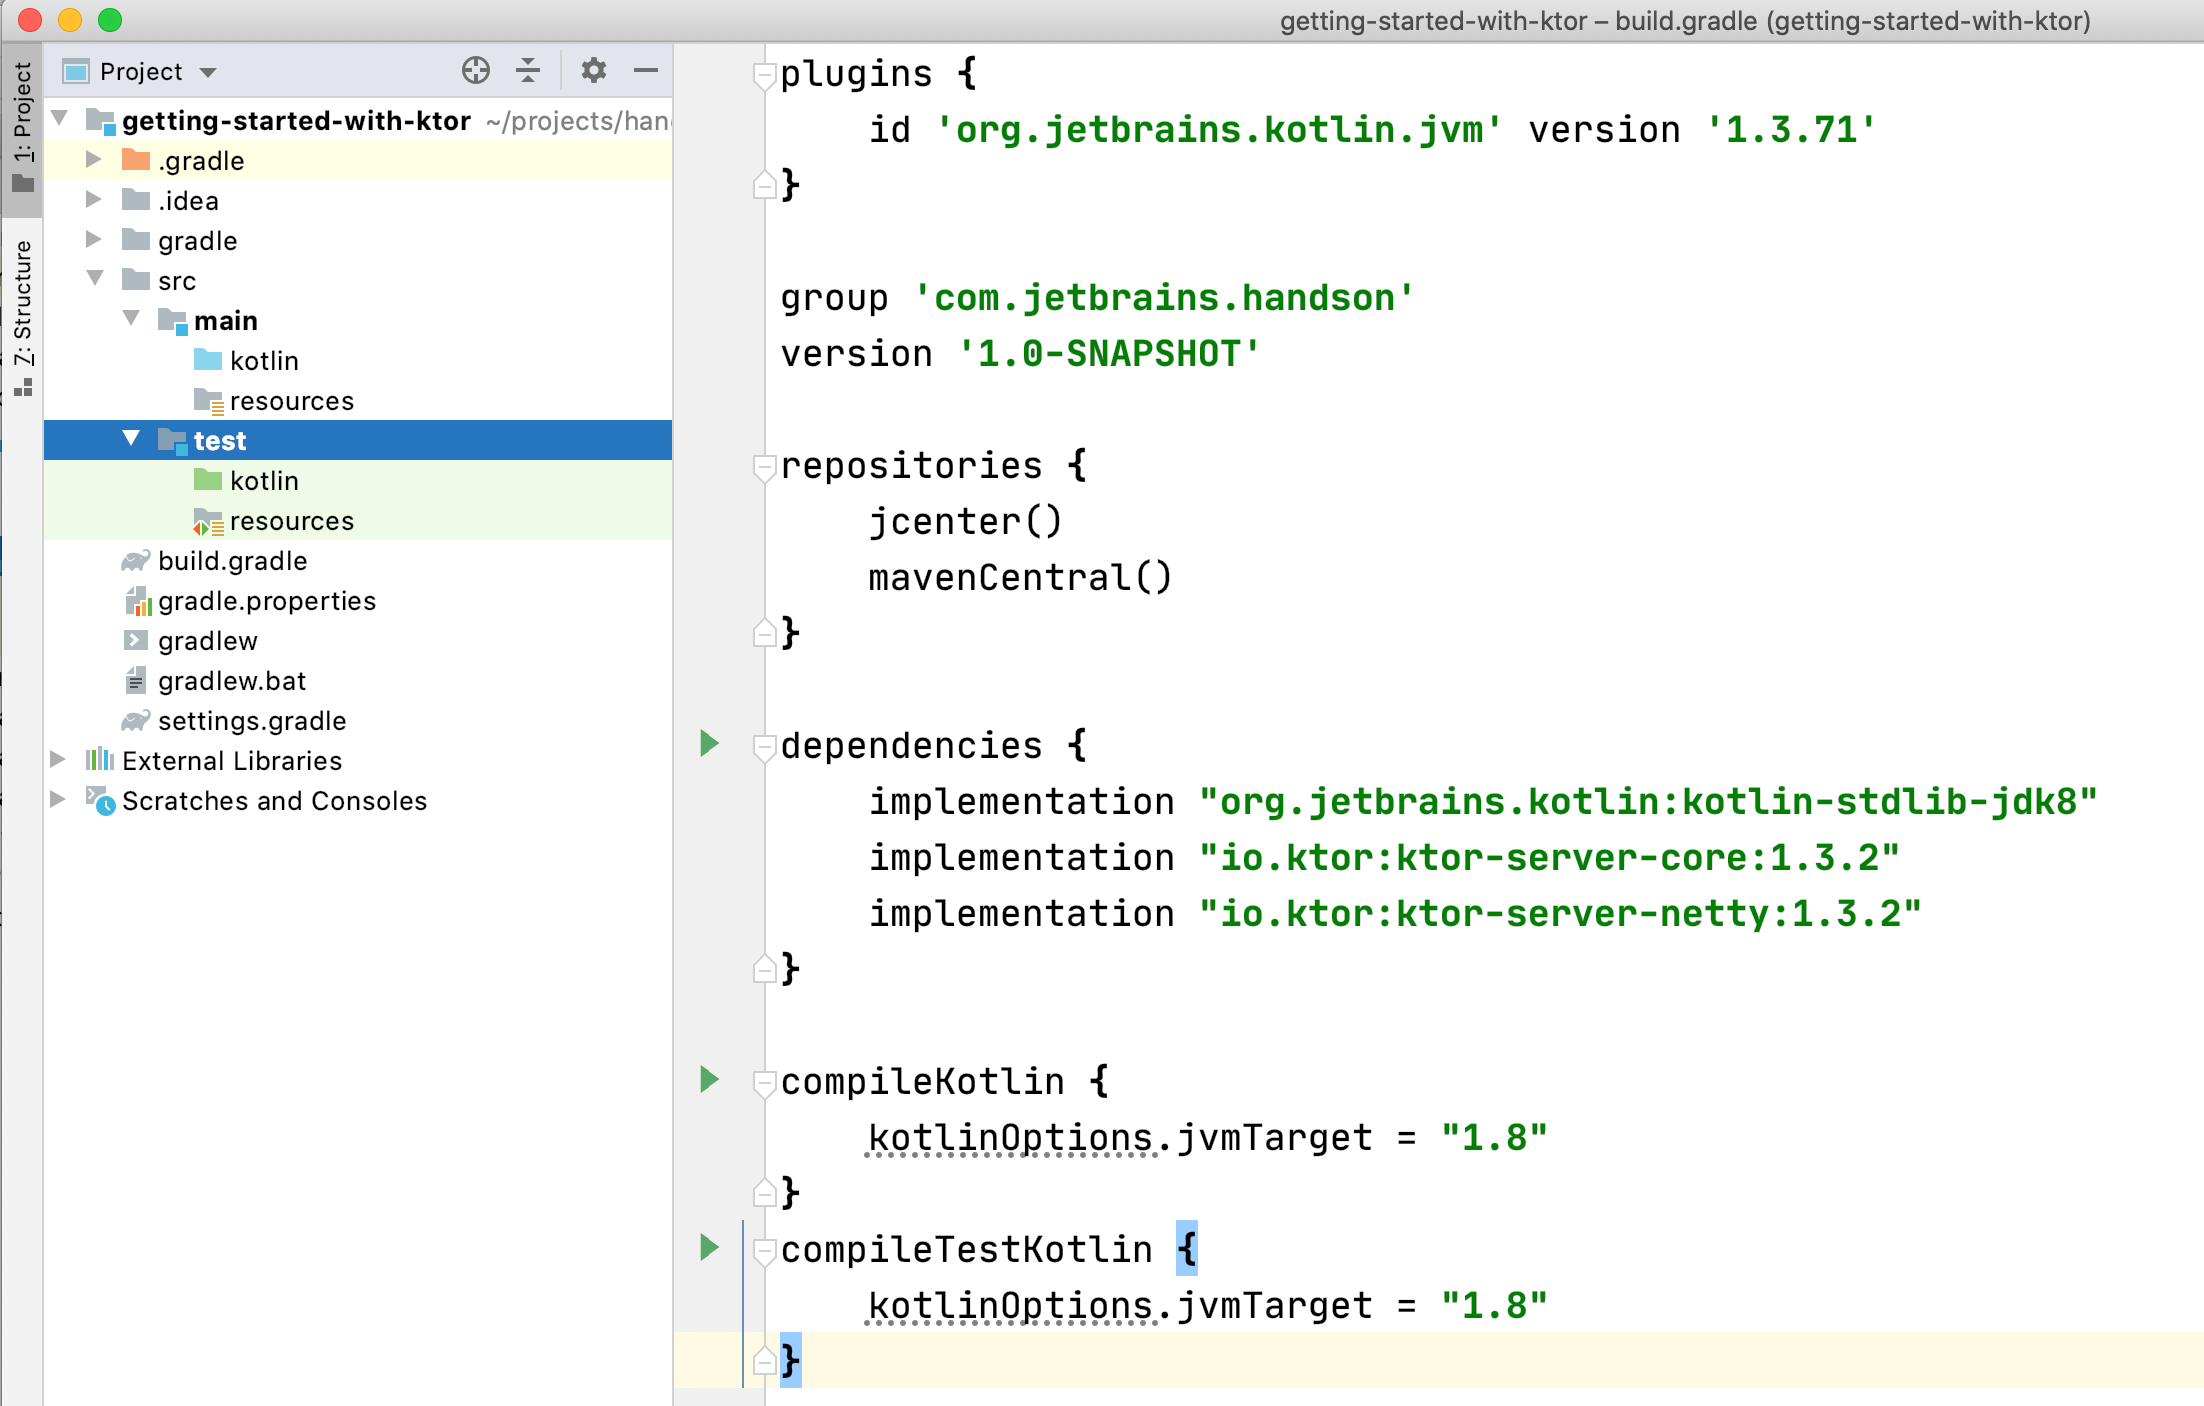 getting-started-with-ktor – build.gradle (getting-started-with-ktor)
1: Project
7: Structure
Project
getting-started-with-ktor ~/projects/han
.gradle
.idea
gradle
src
main
kotlin
resources
test
kotlin
resources
build.gradle
gradle.properties
gradlew
gradlew.bat
settings.gradle
External Libraries
Scratches and Consoles
plugins {
    id 'org.jetbrains.kotlin.jvm' version '1.3.71'
}
group 'com.jetbrains.handson'
version '1.0-SNAPSHOT'
repositories {
    jcenter()
    mavenCentral()
}
dependencies {
    implementation "org.jetbrains.kotlin:kotlin-stdlib-jdk8"
    implementation "io.ktor:ktor-server-core:1.3.2"
    implementation "io.ktor:ktor-server-netty:1.3.2"
}
compileKotlin {
    kotlinOptions.jvmTarget = "1.8"
}
compileTestKotlin {
    kotlinOptions.jvmTarget = "1.8"
}